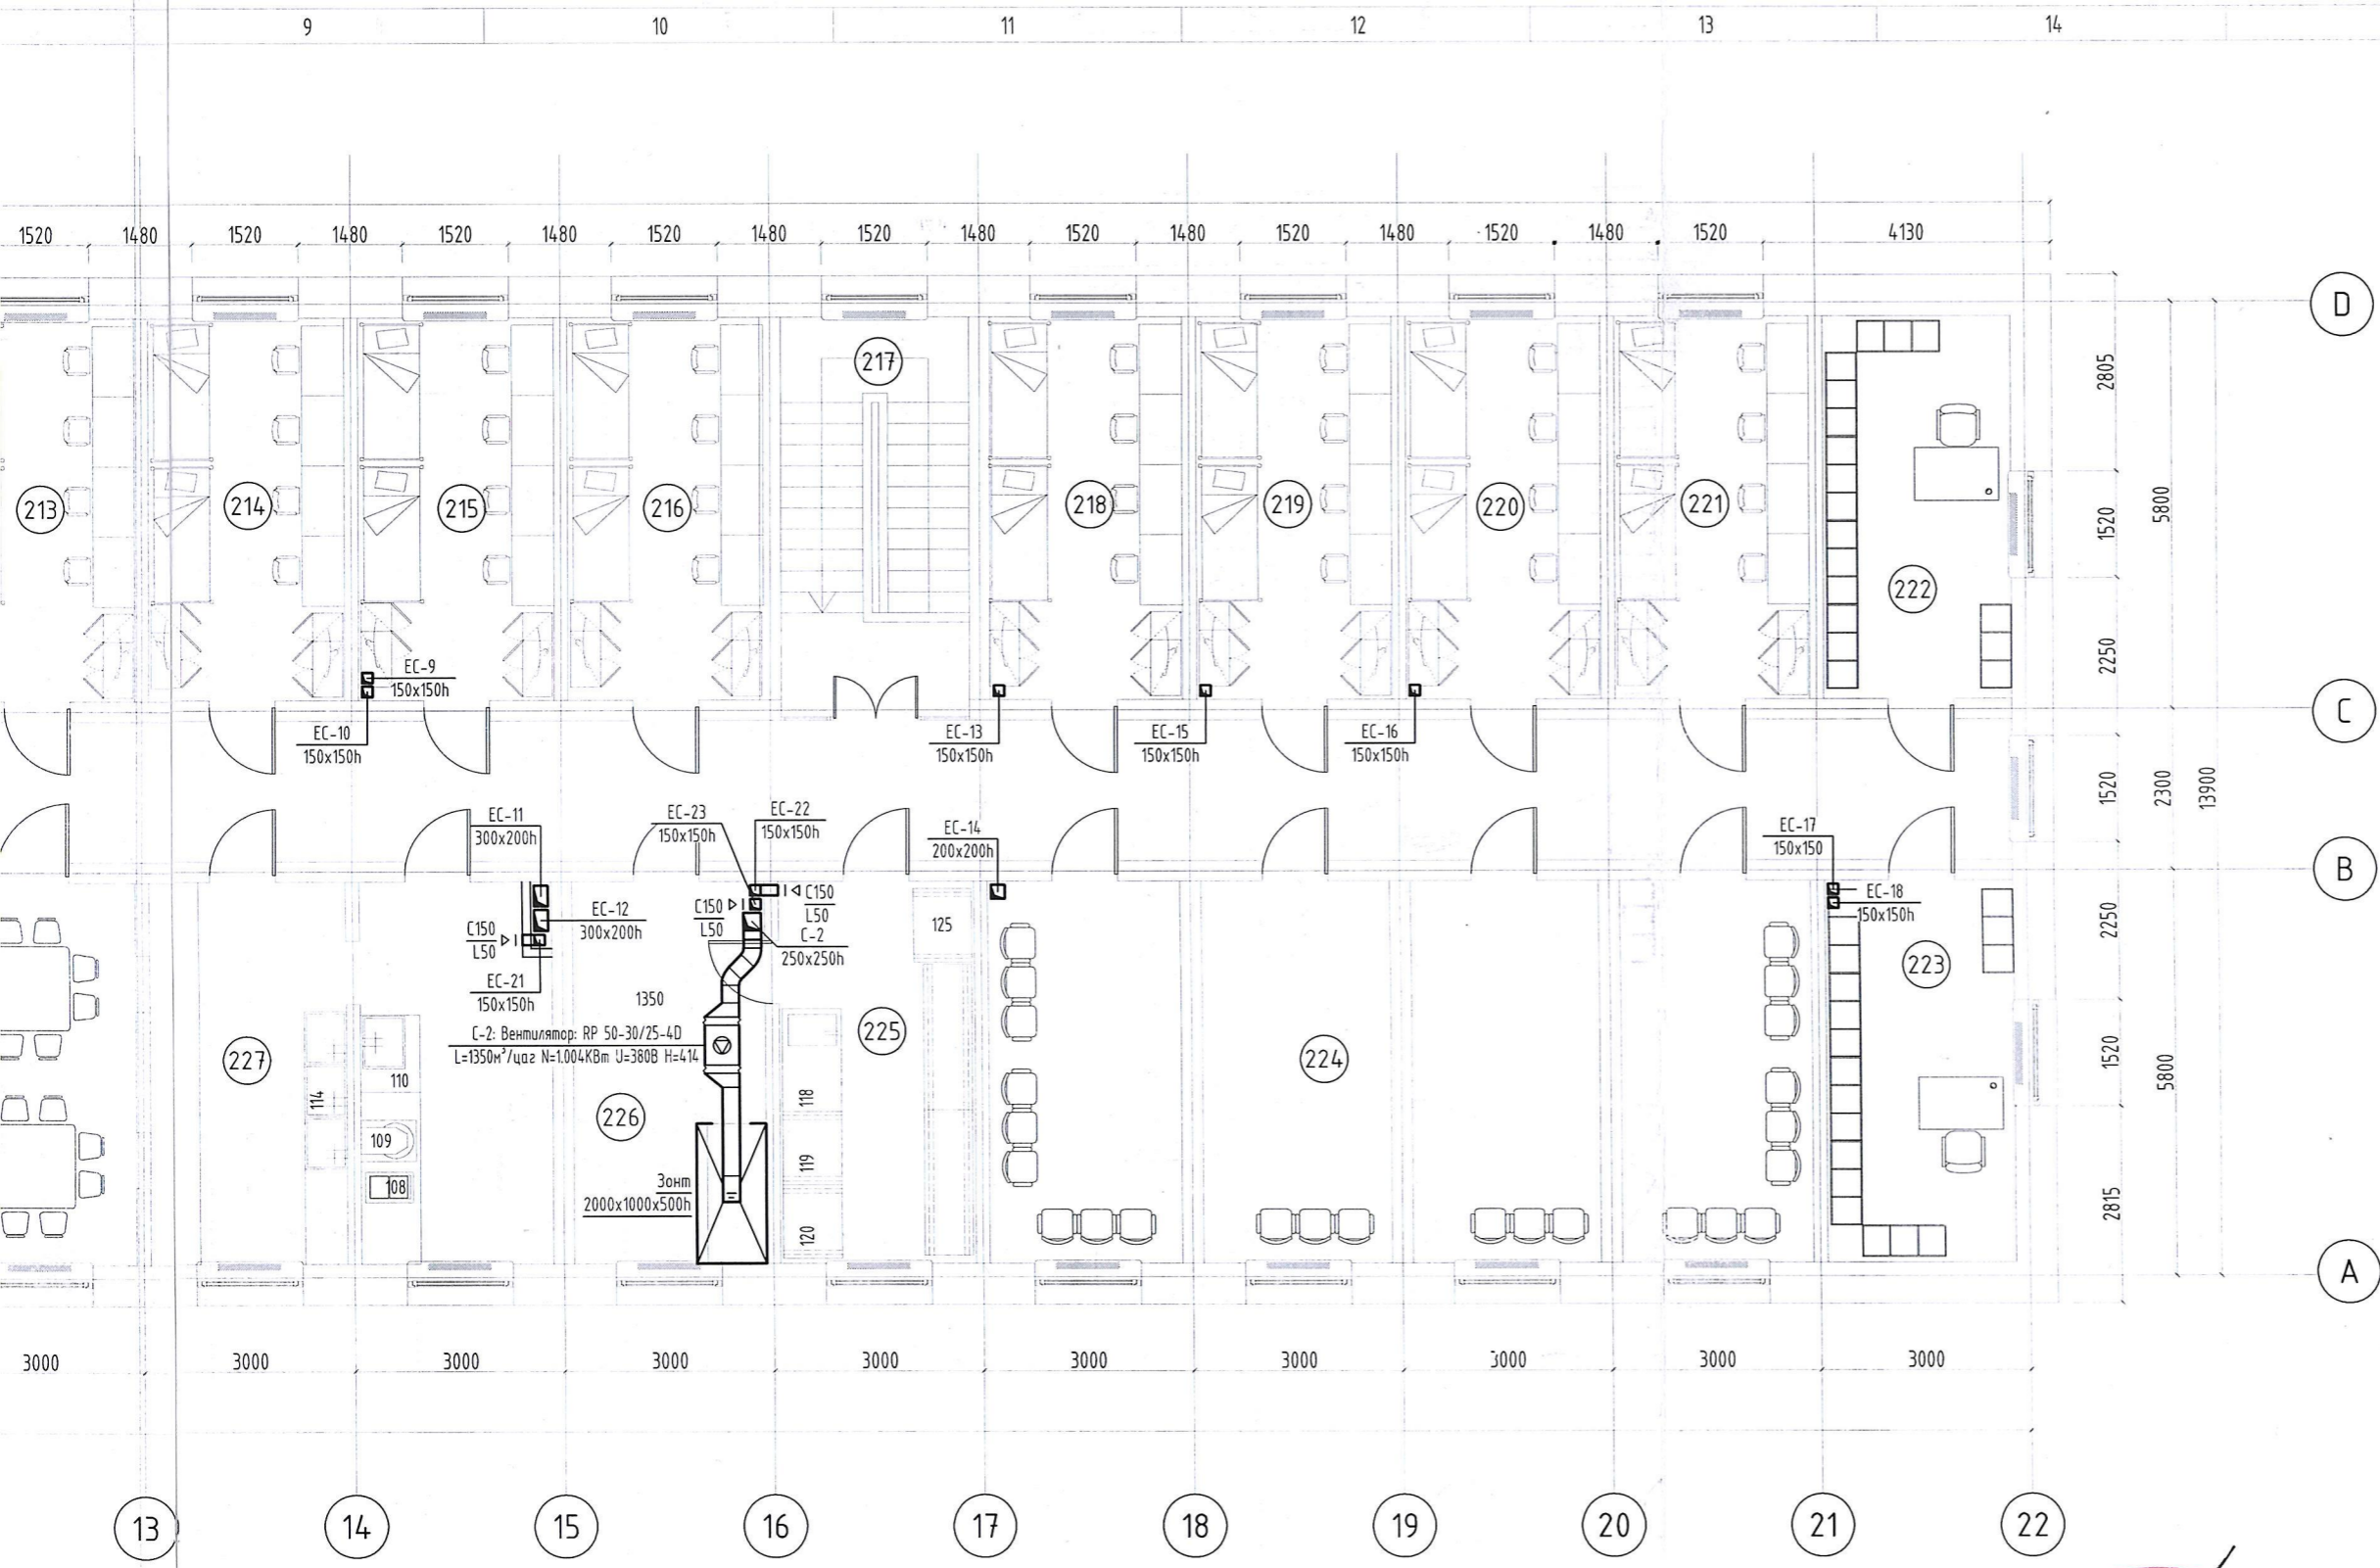 9 10 11 12 13 14
1520 1480 1520 1480 1520 1480 1520 1480 1520 1480 1520 1480 1520 1480 1520 1480 1520 4130
D
217
2805
213 214 215 216 218 219 220 221
1520
5800
222
2250
EC-9
150x150h
C
EC-10
150x150h
EC-13
150x150h
EC-15
150x150h
EC-16
150x150h
1520
2300
13900
EC-11
300x200h
EC-23
150x150h
EC-22
150x150h
EC-14
200x200h
EC-17
150x150
B
EC-18
150x150h
C150
L50
EC-12
300x200h
C150
L50
C150
L50
C-2
250x250h
125
2250
223
EC-21
150x150h
1350
C-2: Вентилятор: RP 50-30/25-4D
L=1350м³/цаг N=1.004КВт U=380В H=414
225
227
224
1520
5800
110
114
118
226
109
119
108
Зонт
2000x1000x500h
120
2815
A
3000 3000 3000 3000 3000 3000 3000 3000 3000 3000
13 14 15 16 17 18 19 20 21 22